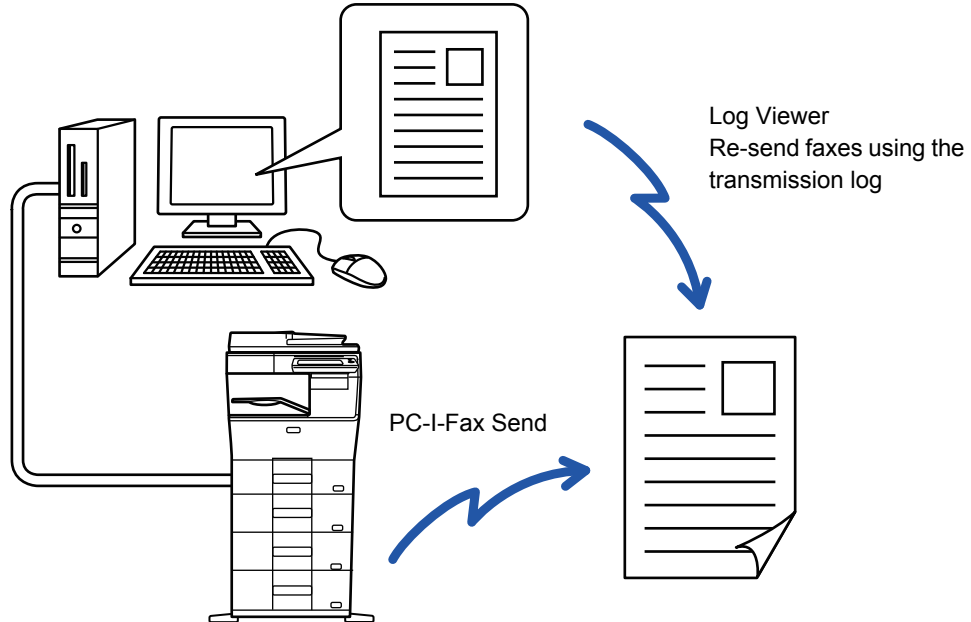 Log Viewer
Re-send faxes using the
transmission log
PC-I-Fax Send